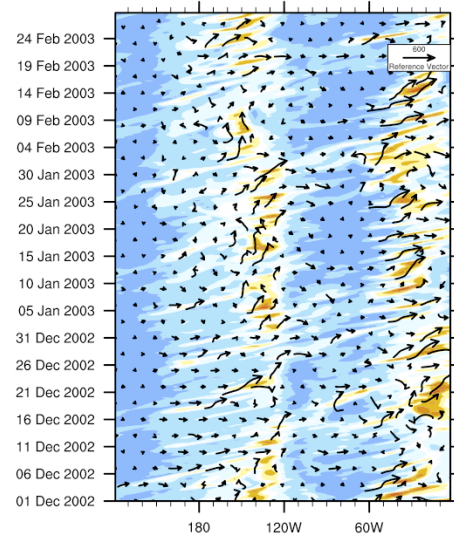 24 Feb 2003
19 Feb 2003
600
Reference Vector
14 Feb 2003
09 Feb 2003
04 Feb 2003
30 Jan 2003
25 Jan 2003
20 Jan 2003
15 Jan 2003
10 Jan 2003
05 Jan 2003
31 Dec 2002
26 Dec 2002
21 Dec 2002
16 Dec 2002
11 Dec 2002
06 Dec 2002
01 Dec 2002
180 120W 60W